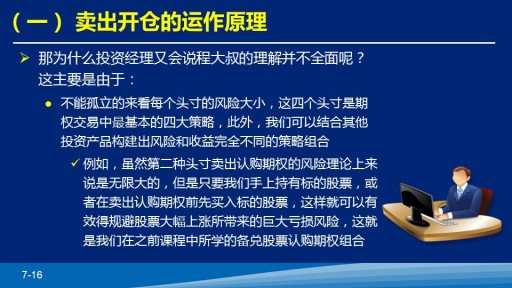 （一） 卖出开仓的运作原理
那为什么投资经理又会说程大叔的理解并不全面呢？
这主要是由于：
不能孤立的来看每个头寸的风险大小，这四个头寸是期
权交易中最基本的四大策略，此外，我们可以结合其他
投资产品构建出风险和收益完全不同的策略组合
例如，虽然第二种头寸卖出认购期权的风险理论上来
说是无限大的，但是只要我们手上持有标的股票，或
者在卖出认购期权前先买入标的股票，这样就可以有
效得规避股票大幅上涨所带来的巨大亏损风险，这就
是我们在之前课程中所学的备兑股票认购期权组合
7-16